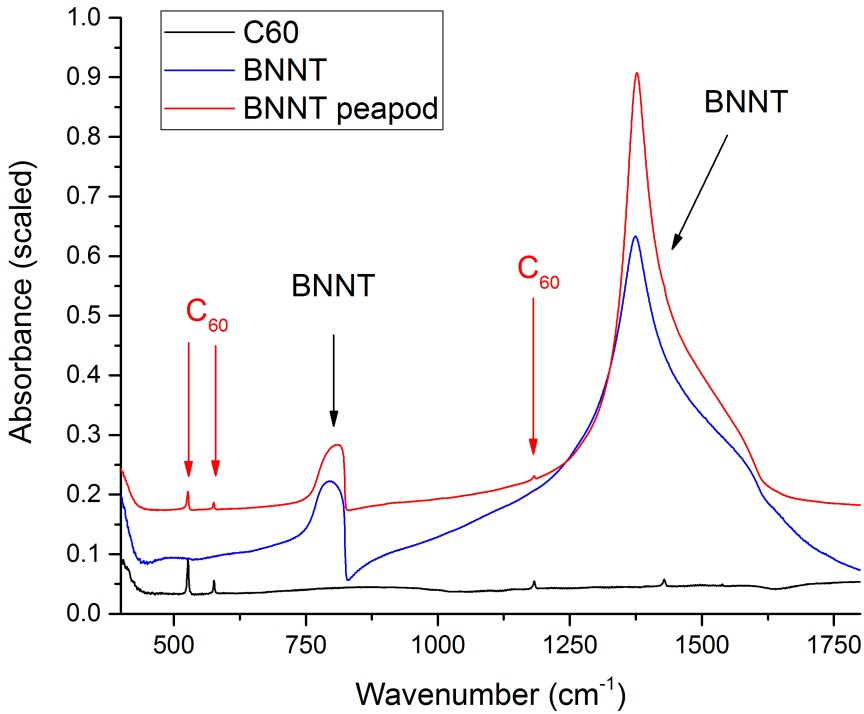 C60
BNNT
BNNT peapod
BNNT
C₆₀
BNNT
C₆₀
Absorbance (scaled)
1.0
0.9
0.8
0.7
0.6
0.5
0.4
0.3
0.2
0.1
0.0
500 750 1000 1250 1500 1750
Wavenumber (cm⁻¹)